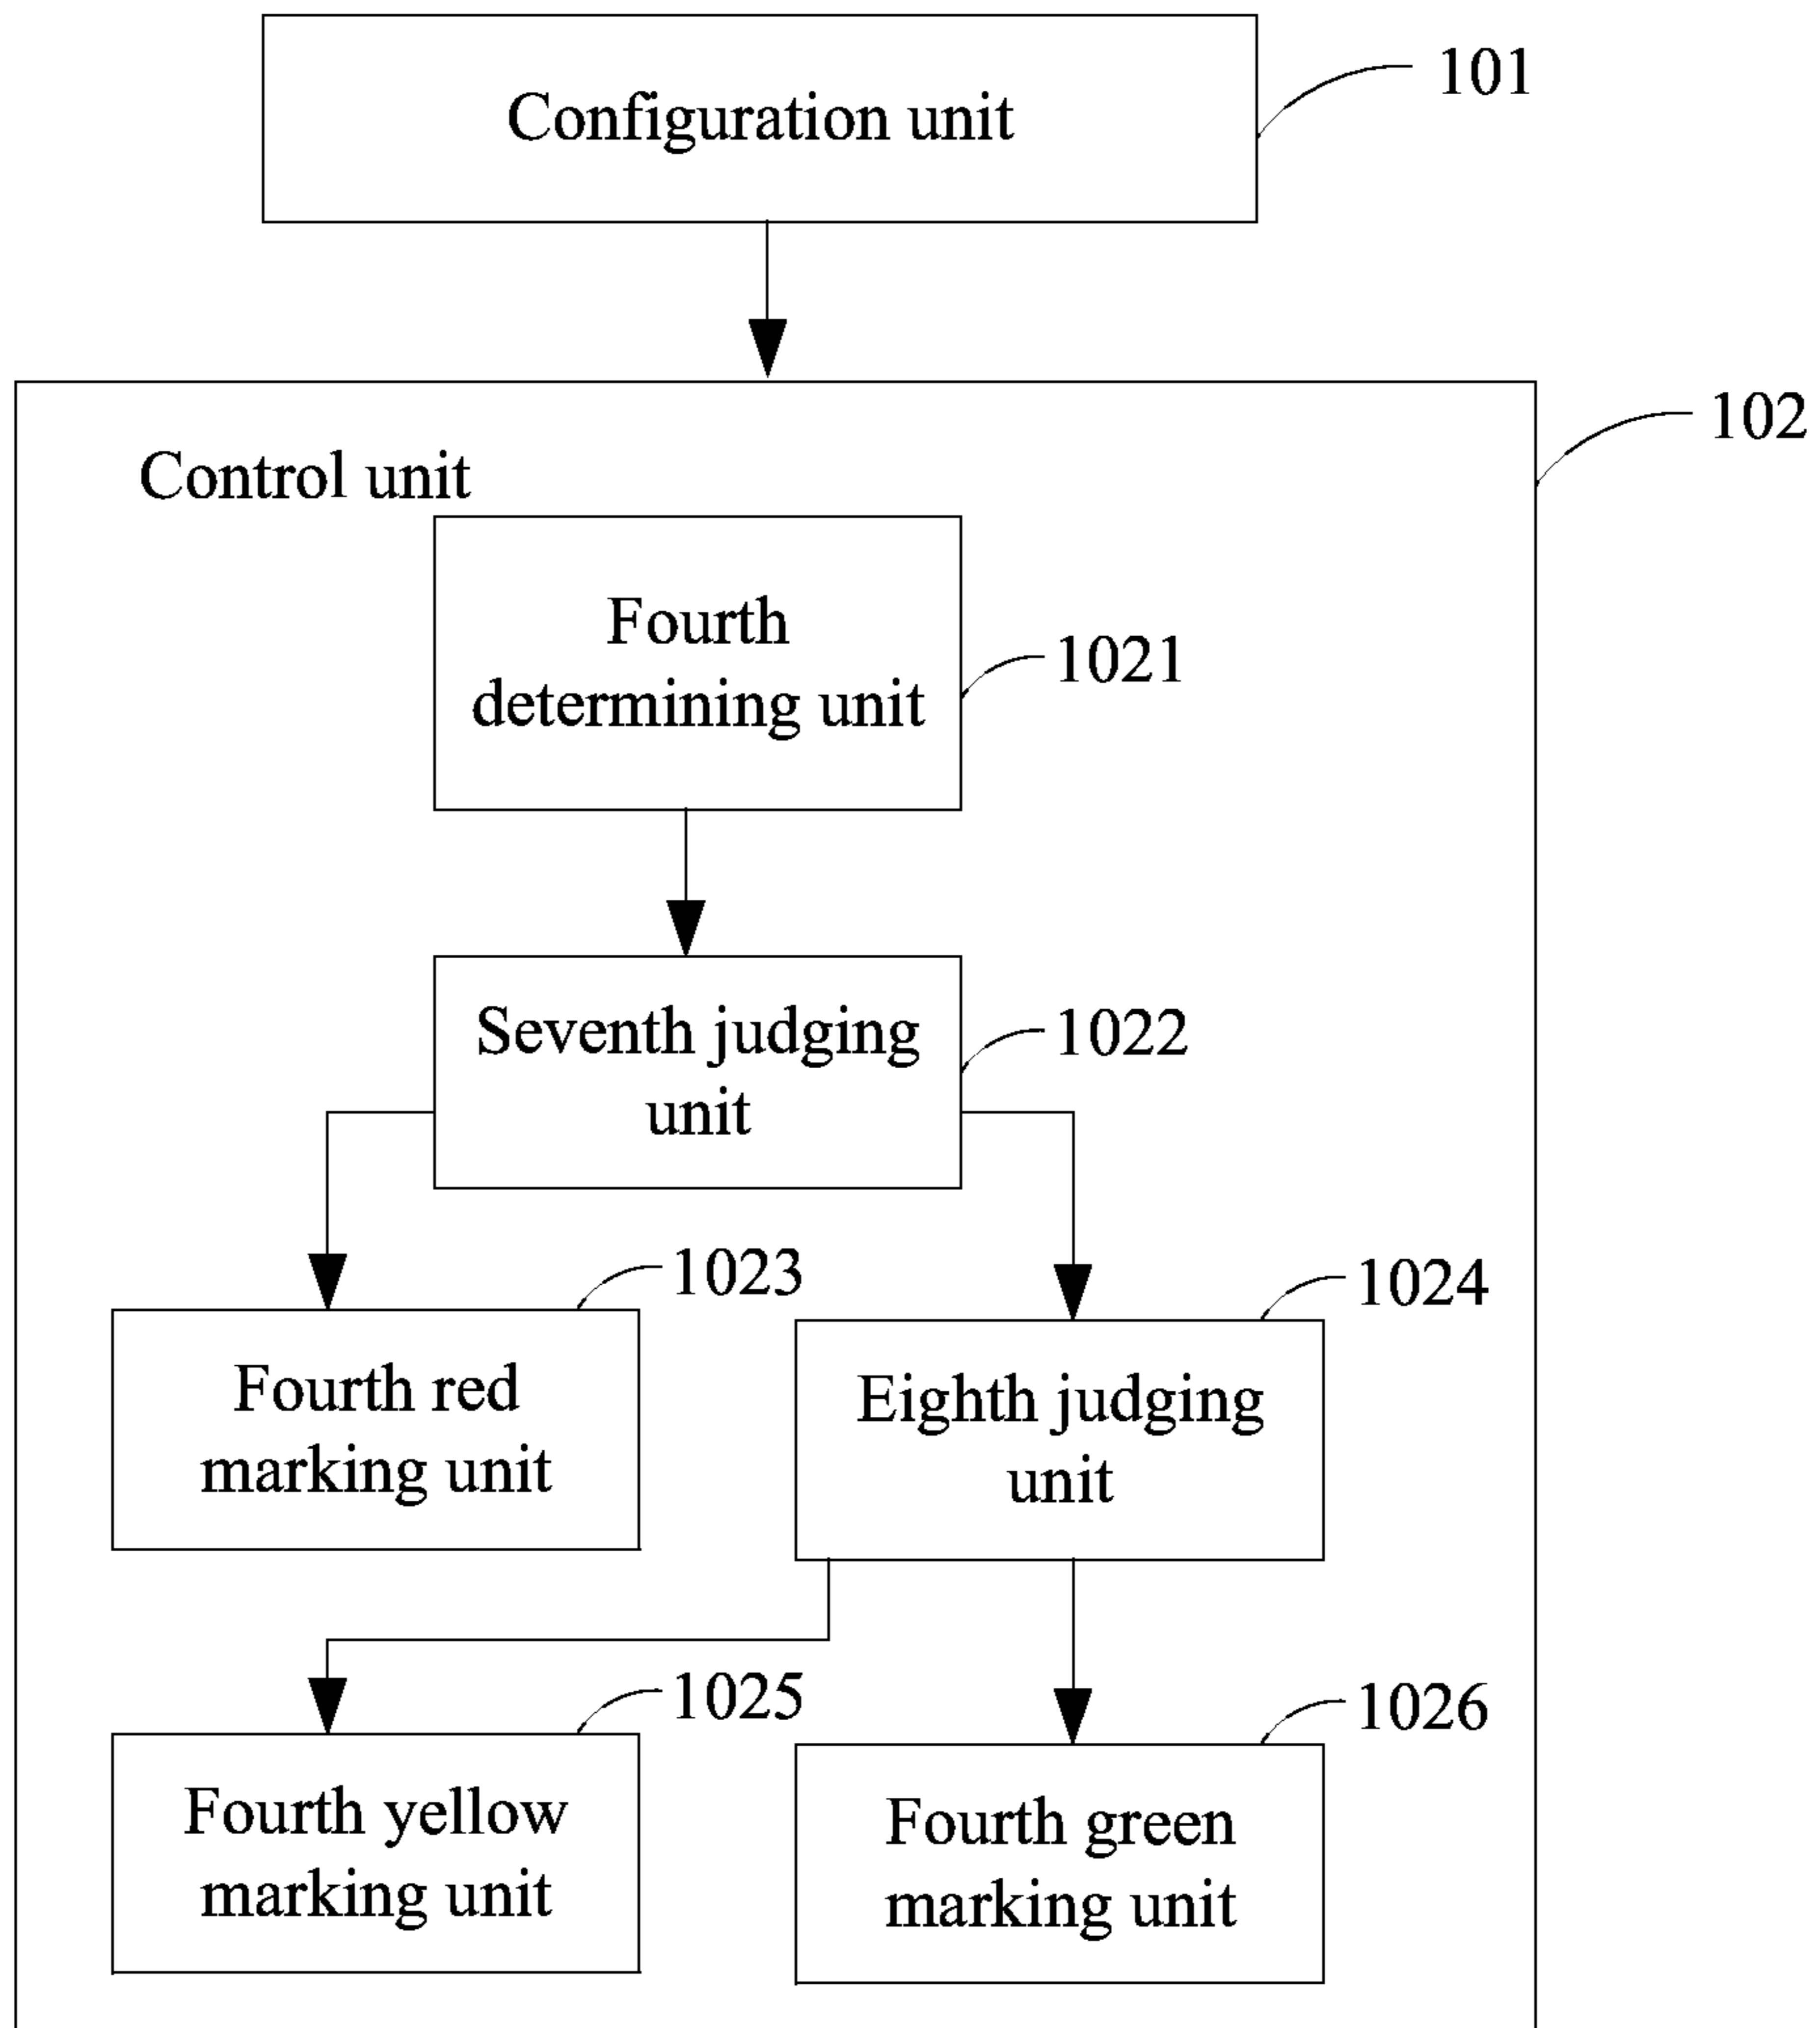 Configuration unit
101
102
Control unit
Fourth
determining unit
1021
Seventh judging
unit
1022
1023
1024
Fourth red
marking unit
Eighth judging
unit
1025
1026
Fourth yellow
marking unit
Fourth green
marking unit